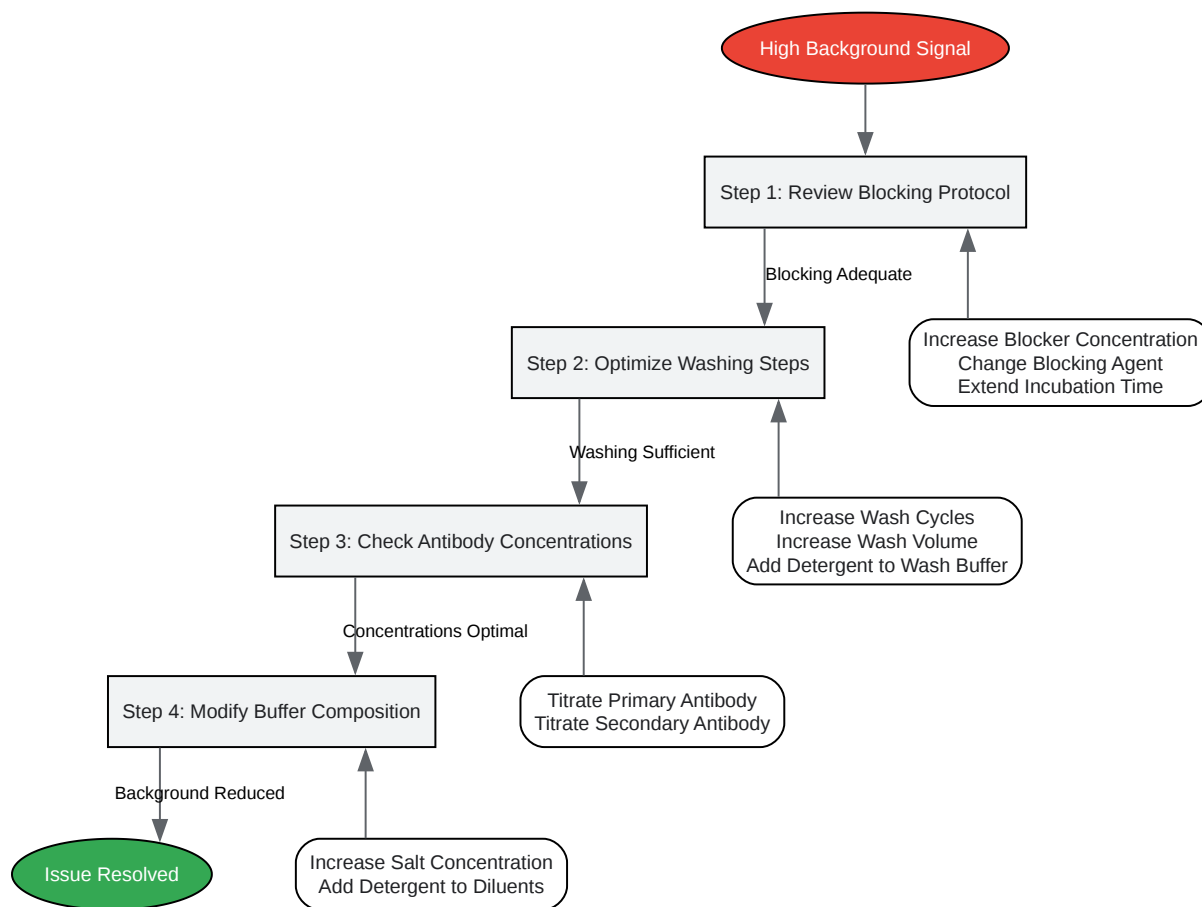 High Background Signal
Step 1: Review Blocking Protocol
Blocking Adequate
Increase Blocker Concentration
Change Blocking Agent
Extend Incubation Time
Step 2: Optimize Washing Steps
Washing Sufficient
Increase Wash Cycles
Increase Wash Volume
Add Detergent to Wash Buffer
Step 3: Check Antibody Concentrations
Concentrations Optimal
Titrate Primary Antibody
Titrate Secondary Antibody
Step 4: Modify Buffer Composition
Background Reduced
Increase Salt Concentration
Add Detergent to Diluents
Issue Resolved